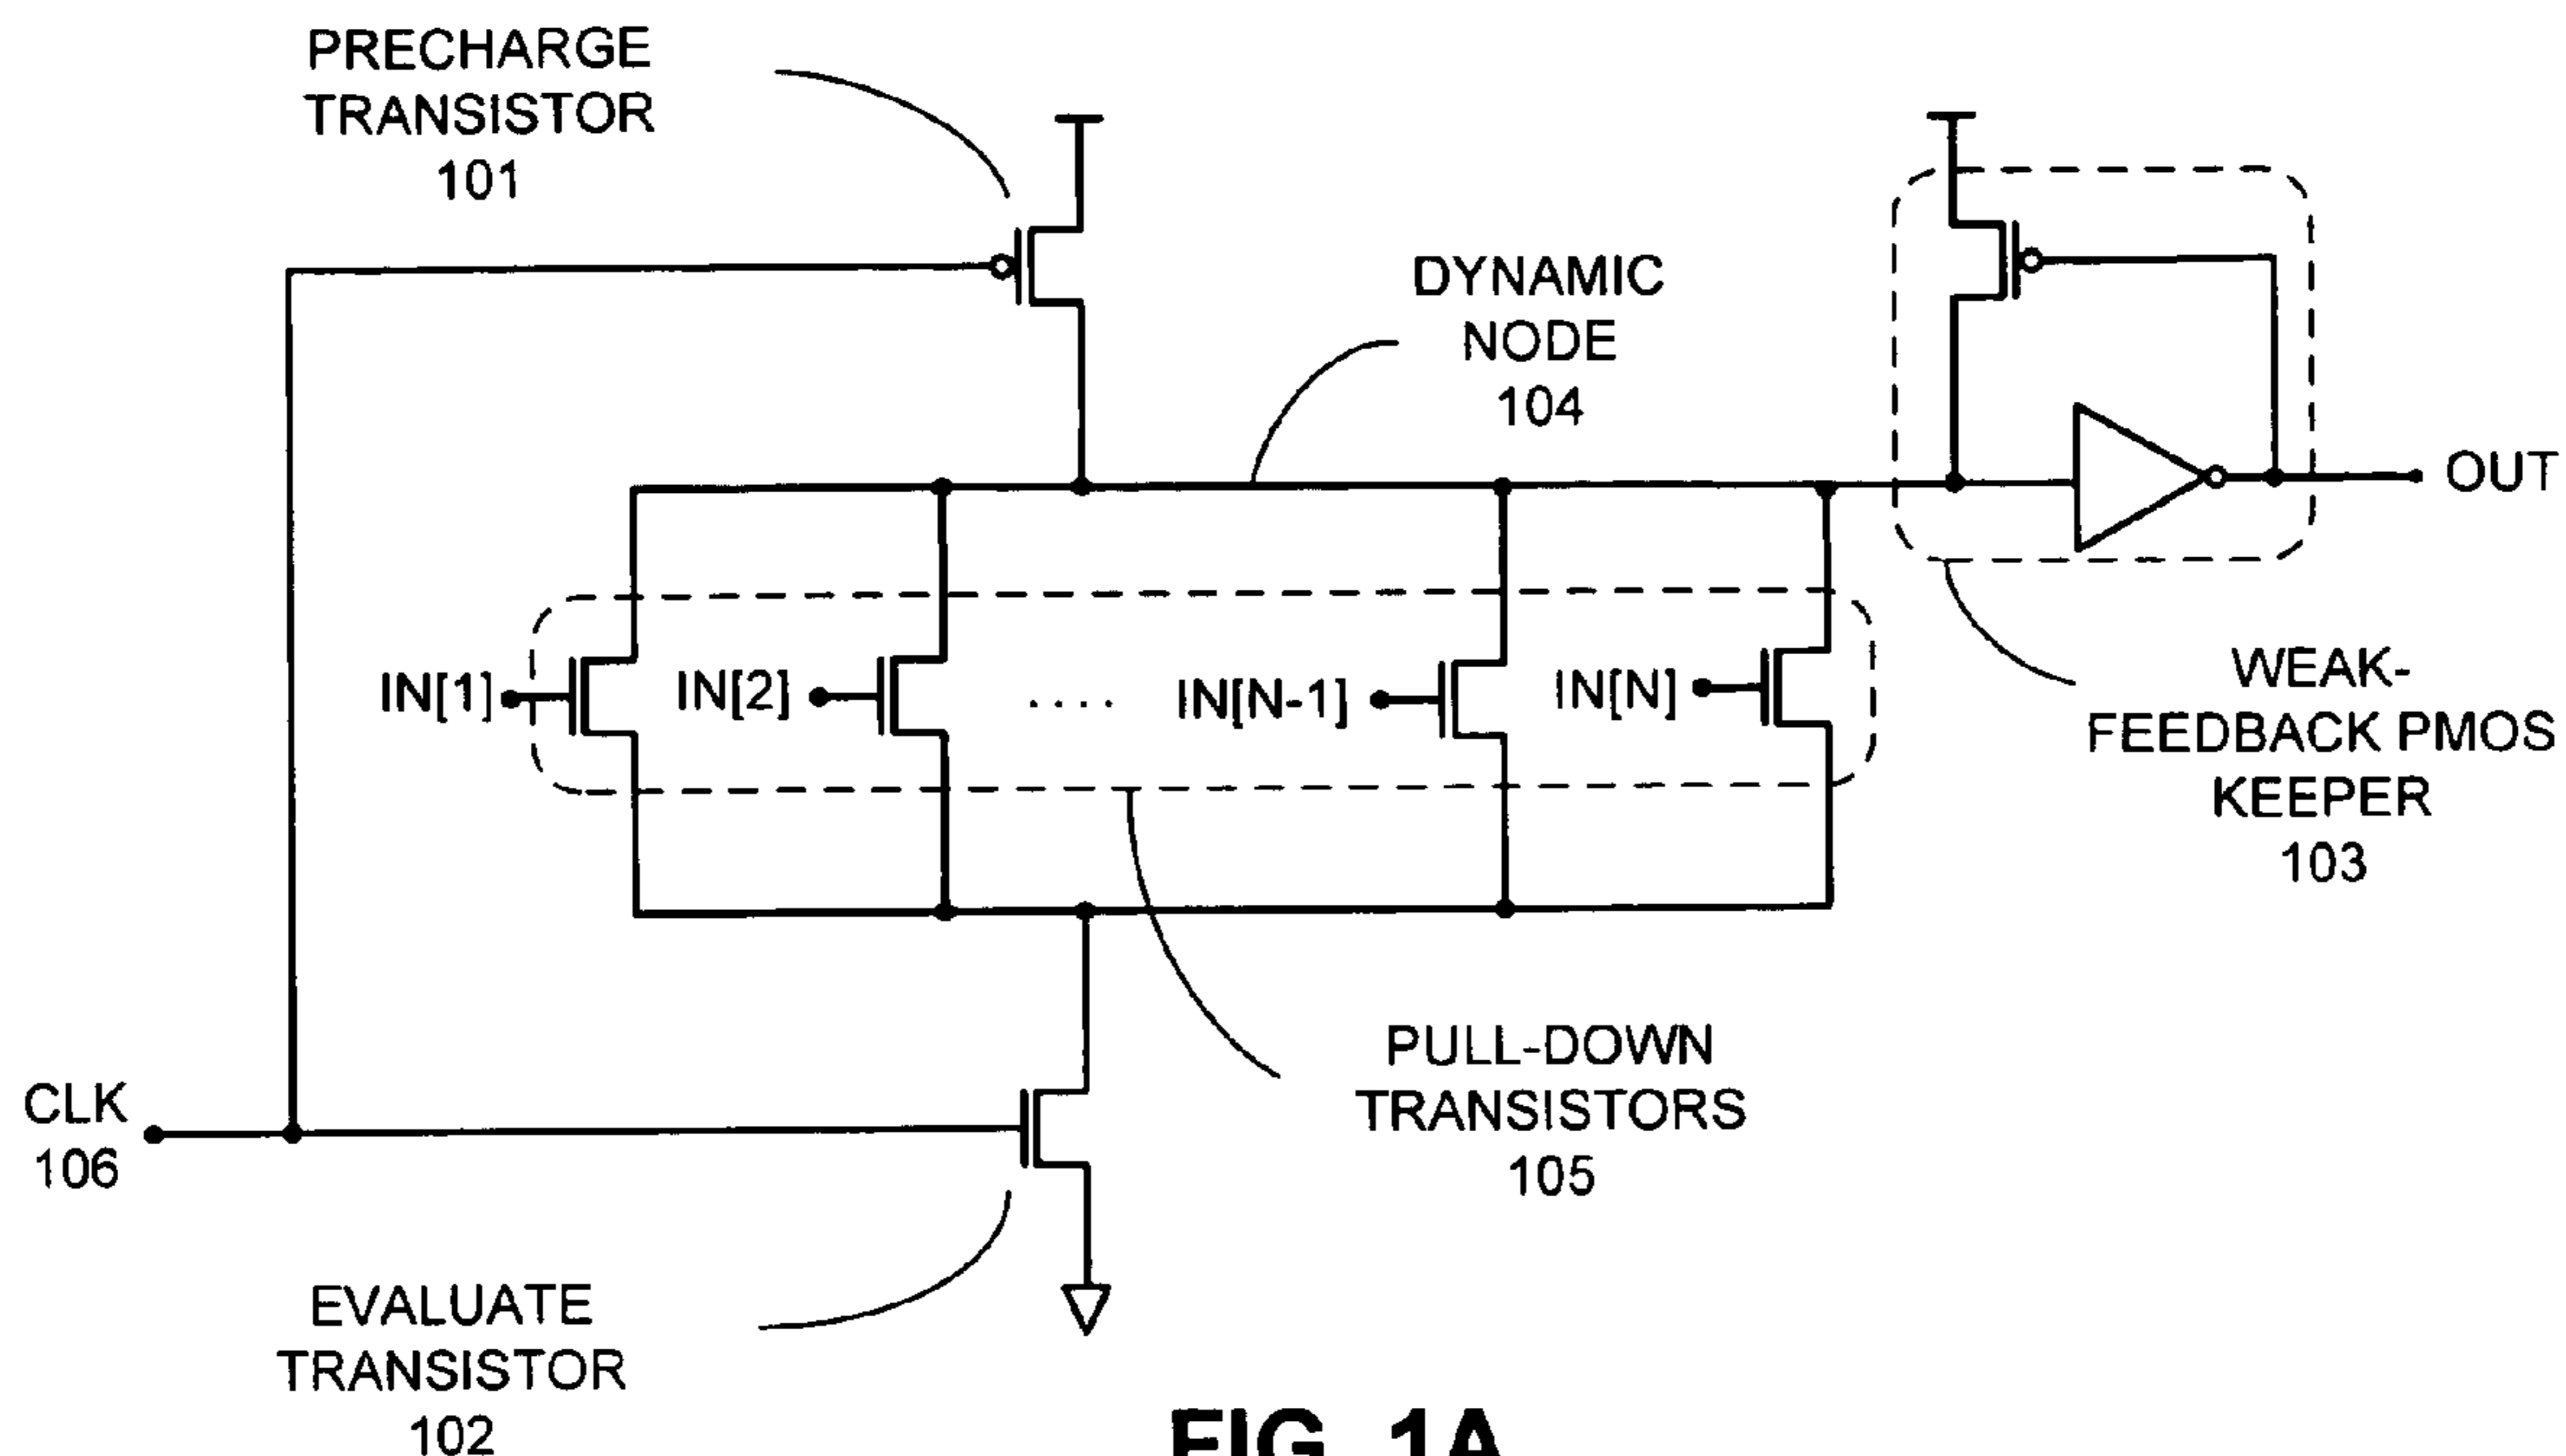 PRECHARGE
TRANSISTOR
101
DYNAMIC
NODE
104
OUT
IN[1]
IN[2]
....
IN[N-1]
IN[N]
WEAK-
FEEDBACK PMOS
KEEPER
103
CLK
106
PULL-DOWN
TRANSISTORS
105
EVALUATE
TRANSISTOR
102
FIG. 1A